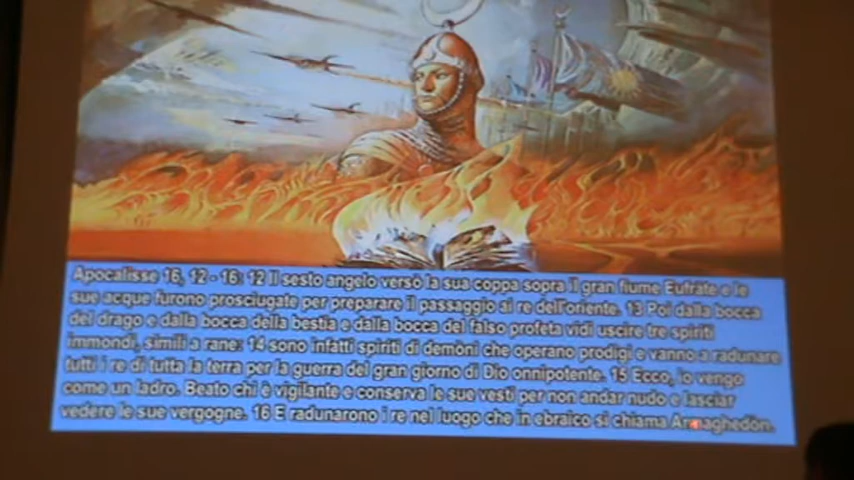 Apocalisse 16, 12 - 16: 12 Il sesto angelo versò la sua coppa sopra il gran fiume Eufrate e le
sue acque furono prosciugate per preparare il passaggio ai re dell'oriente. 13 Poi dalla bocca
del drago e dalla bocca della bestia e dalla bocca del falso profeta vidi uscire tre spiriti
immondi, simili a rane: 14 sono infatti spiriti di demòni che operano prodigi e vanno a radunare
tutti i re di tutta la terra per la guerra del gran giorno di Dio onnipotente. 15 Ecco, io vengo
come un ladro. Beato chi è vigilante e conserva le sue vesti per non andar nudo e lasciar
vedere le sue vergogne. 16 E radunarono i re nel luogo che in ebraico si chiama Armaghedòn.